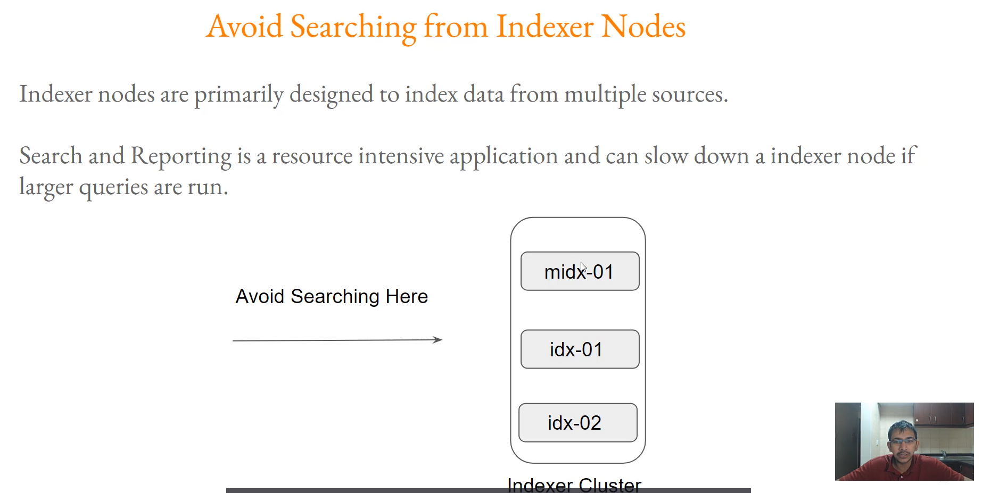 Avoid Searching from Indexer Nodes
Indexer nodes are primarily designed to index data from multiple sources.
Search and Reporting is a resource intensive application and can slow down a indexer node if
larger queries are run.
midx-01
Avoid Searching Here
idx-01
idx-02
Indexer Cluster